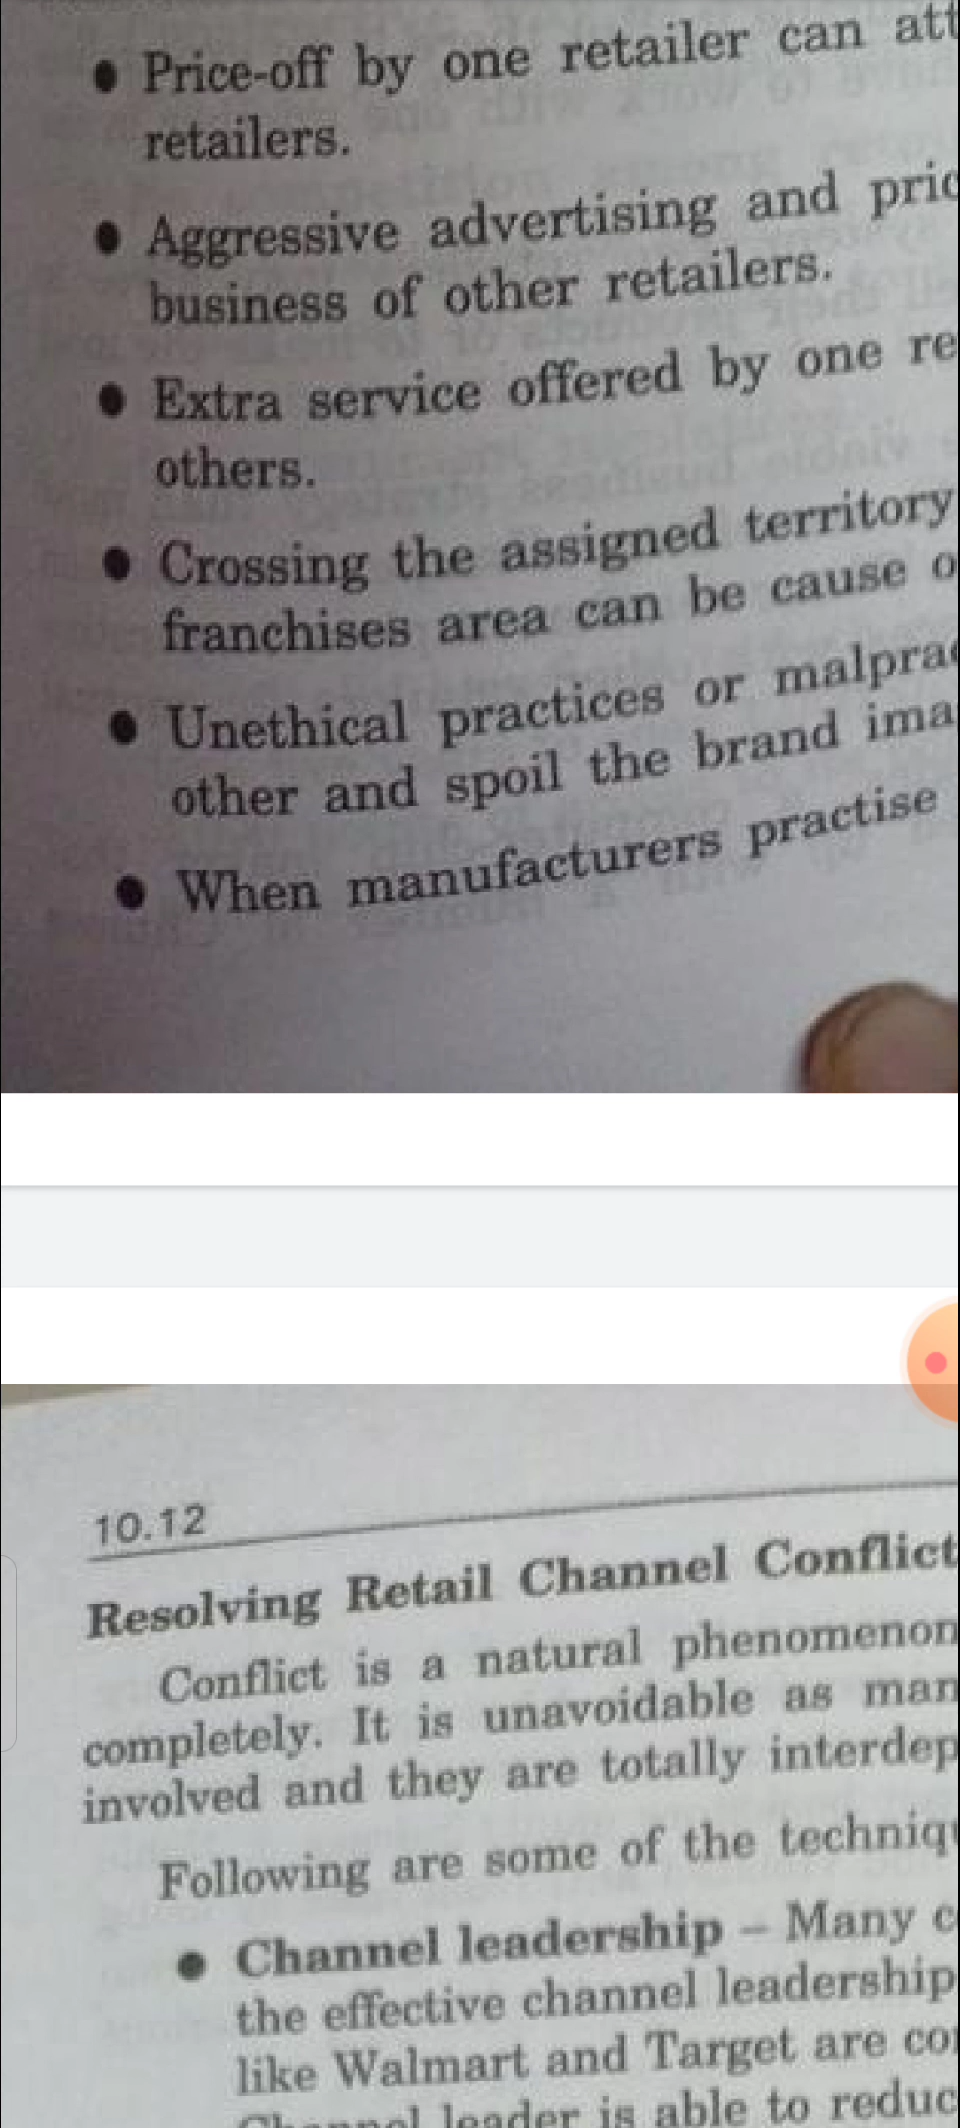 • Price-off by one retailer can att
retailers.
• Aggressive advertising and pric
business of other retailers.
• Extra service offered by one re
others.
• Crossing the assigned territory
franchises area can be cause o
• Unethical practices or malprac
other and spoil the brand ima
• When manufacturers practise
10.12
Resolving Retail Channel Conflict
Conflict is a natural phenomenon
completely. It is unavoidable as man
involved and they are totally interdep
Following are some of the techniqu
• Channel leadership – Many c
the effective channel leadership
like Walmart and Target are co
Channel leader is able to reduc